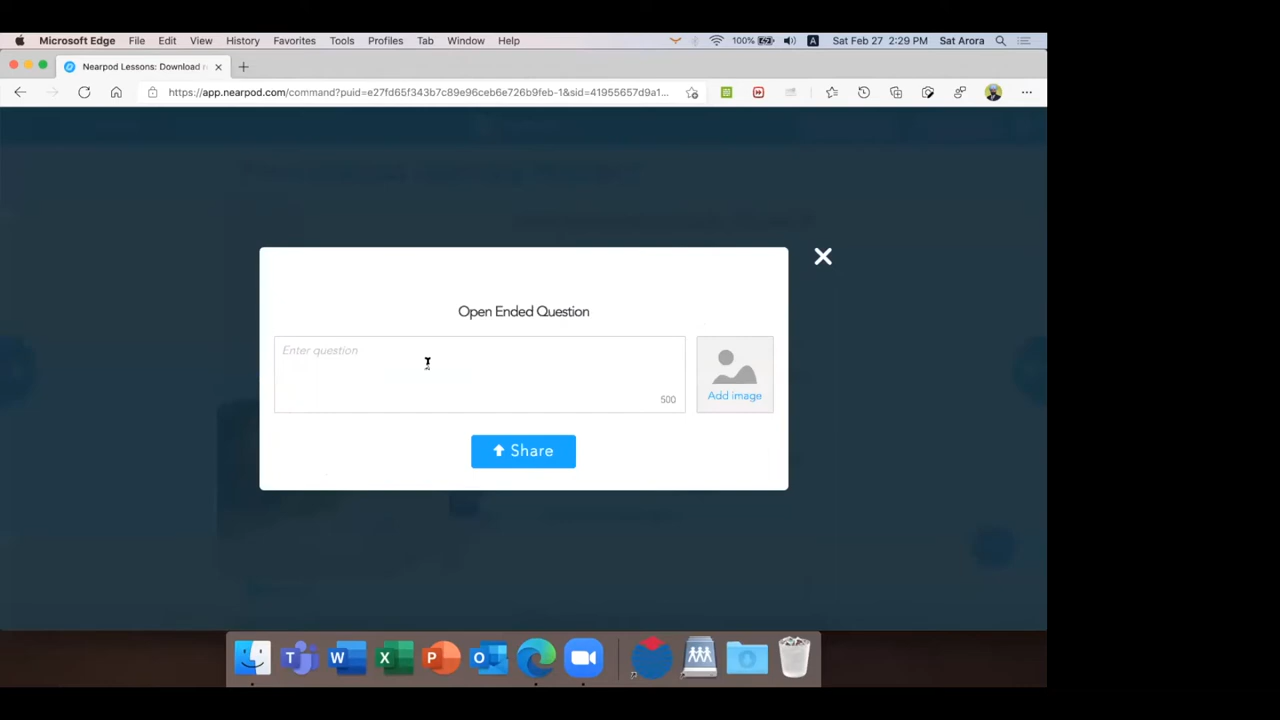 Microsoft Edge File Edit View History Favorites Tools Profiles Tab Window Help 100% A Sat Feb 27 2:29 PM Sat Arora
Nearpod Lessons: Download r
https://app.nearpod.com/command?puid=e27fd65f343b7c89e96ceb6e726b9feb-1&sid=41955657d9a1...
Open Ended Question
Enter question
500
Add image
Share
T W X P O